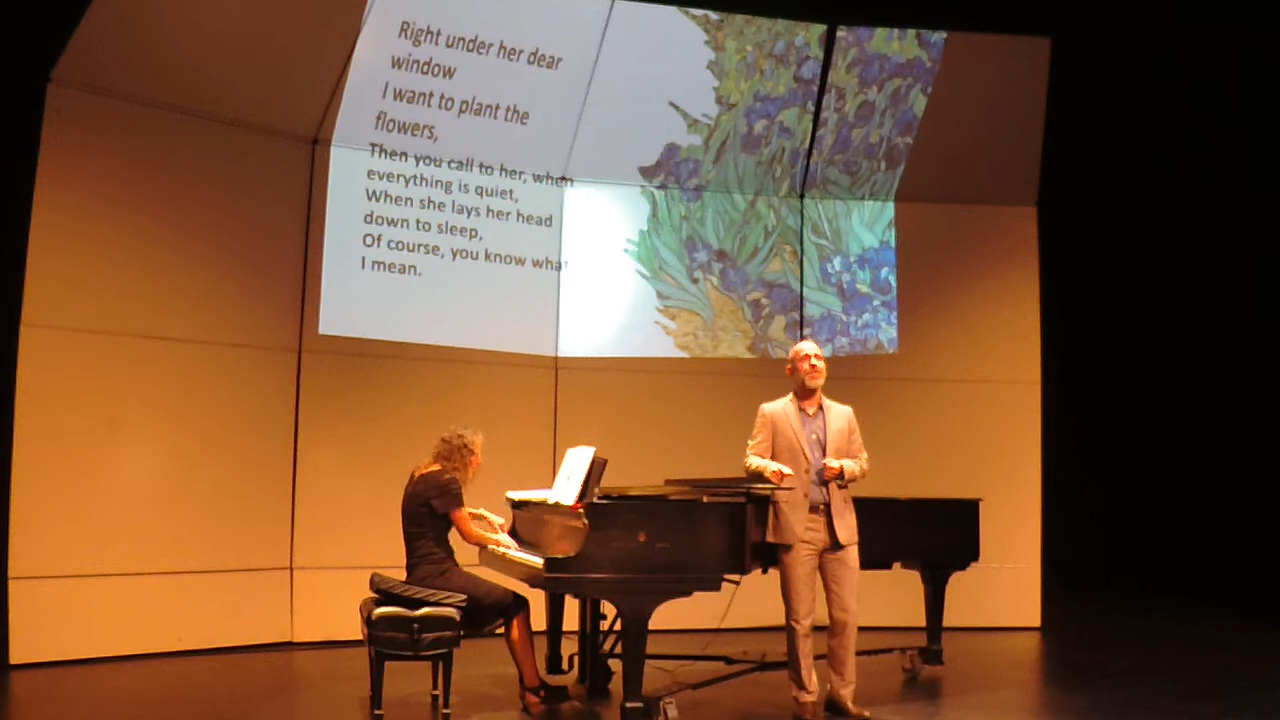 Right under her dear
window
I want to plant the
flowers,
Then you call to her, when
everything is quiet,
When she lays her head
down to sleep,
Of course, you know what
I mean.